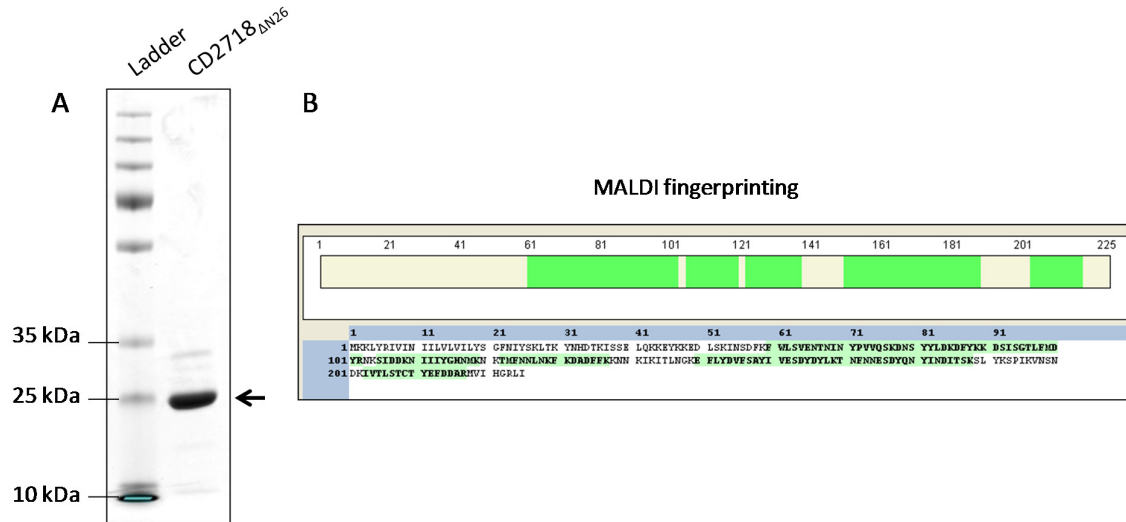 Ladder
CD2718ΔN26
A
B
35 kDa
25 kDa
10 kDa
MALDI fingerprinting
1 21 41 61 81 101 121 141 161 181 201 225
1 11 21 31 41 51 61 71 81 91
1 MKKLYRIVIN IILVLVILYS GFNIYSKLTK YNHDTKISSE LQKKEYKKED LSKINSDFKF WLSVENTNIN YPVVQSKDNS YYLDKDFYKK DSISGTLFMD
101 YRNKSIDDKN IIIYGHNMKN KTMFNNLNKF KDADFFKKNN KIKITLNGKE FLYDVFSAYI VESDYDYLKT NFNNESDYQN YINDITSKSL YKSPIKVNSN
201 DKIVTLSTCT YEFDDARMVI HGRLI